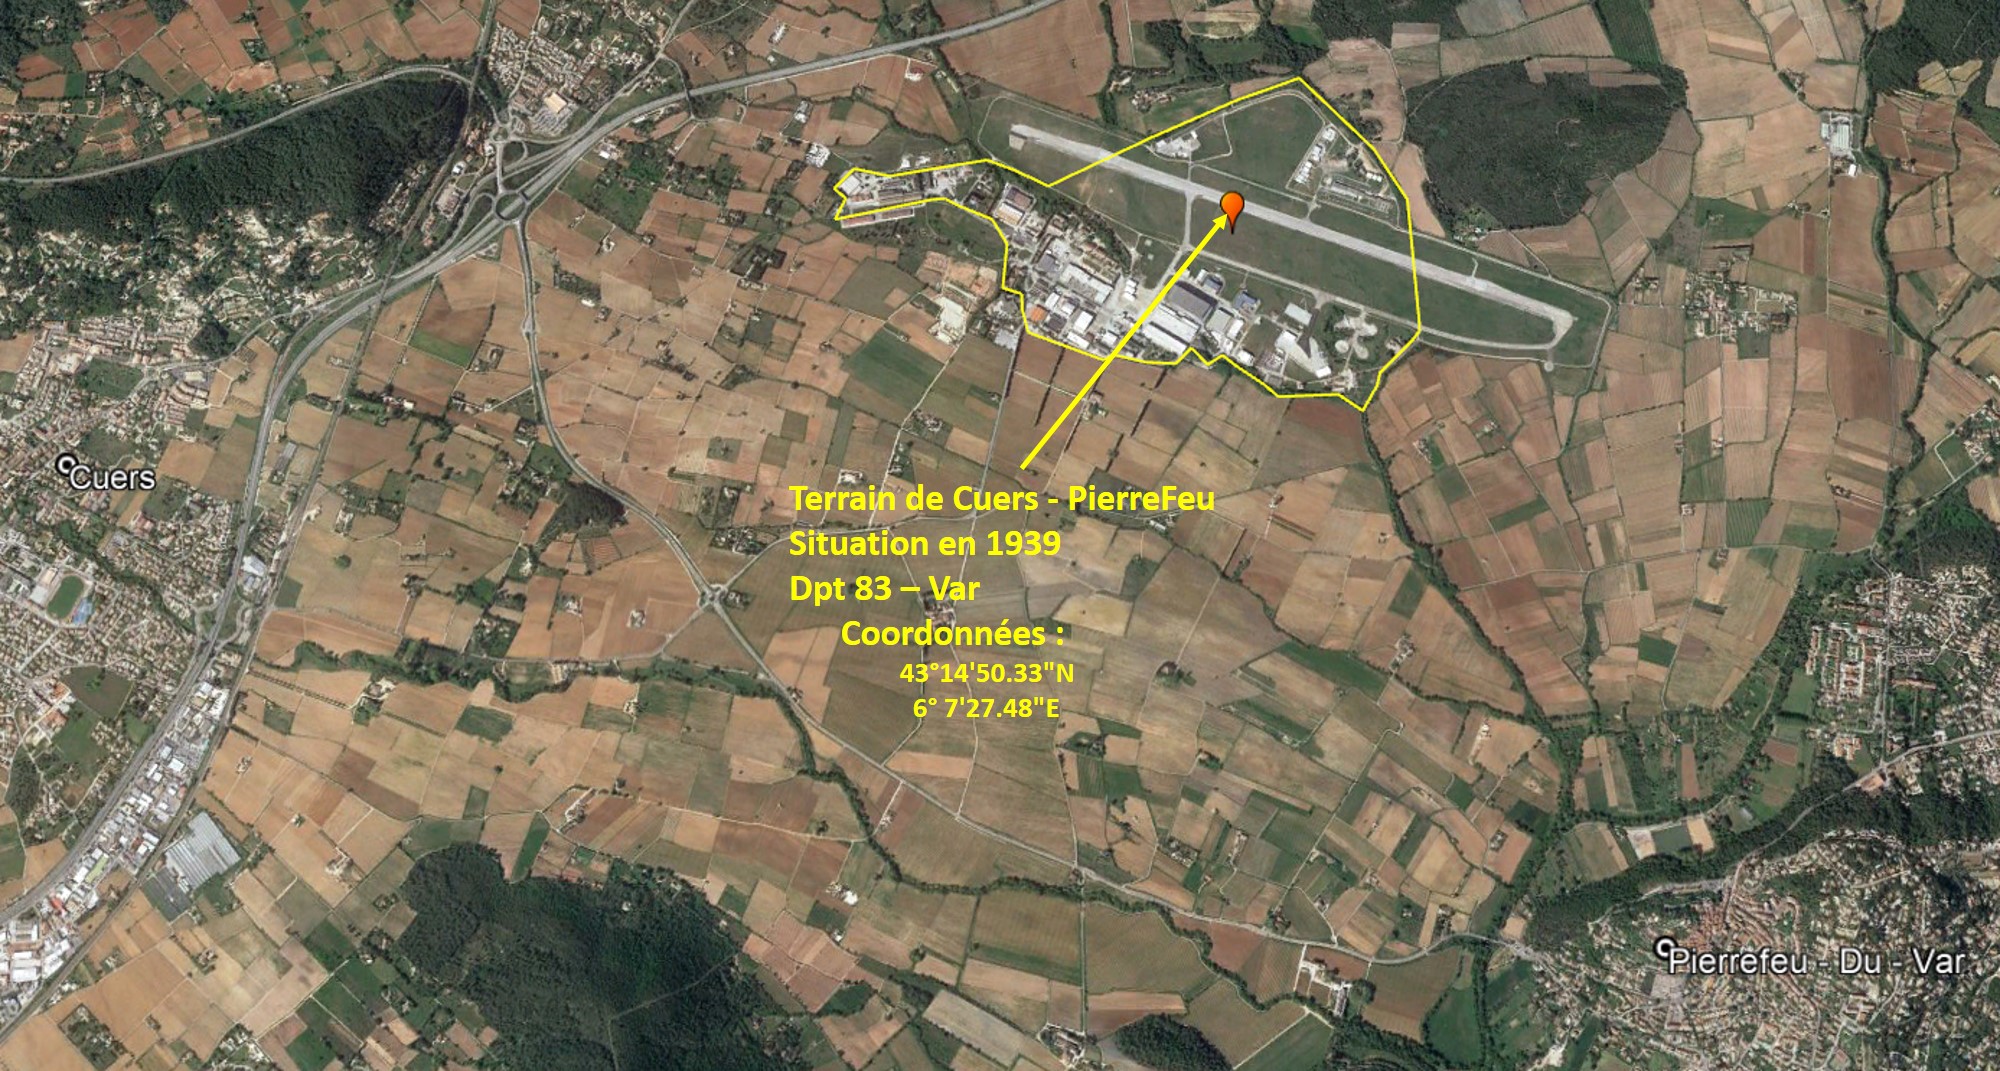 Cuers
Terrain de Cuers - PierreFeu
Situation en 1939
Dpt 83 – Var
Coordonnées :
43°14'50.33"N
6° 7'27.48"E
Pierrefeu - Du - Var